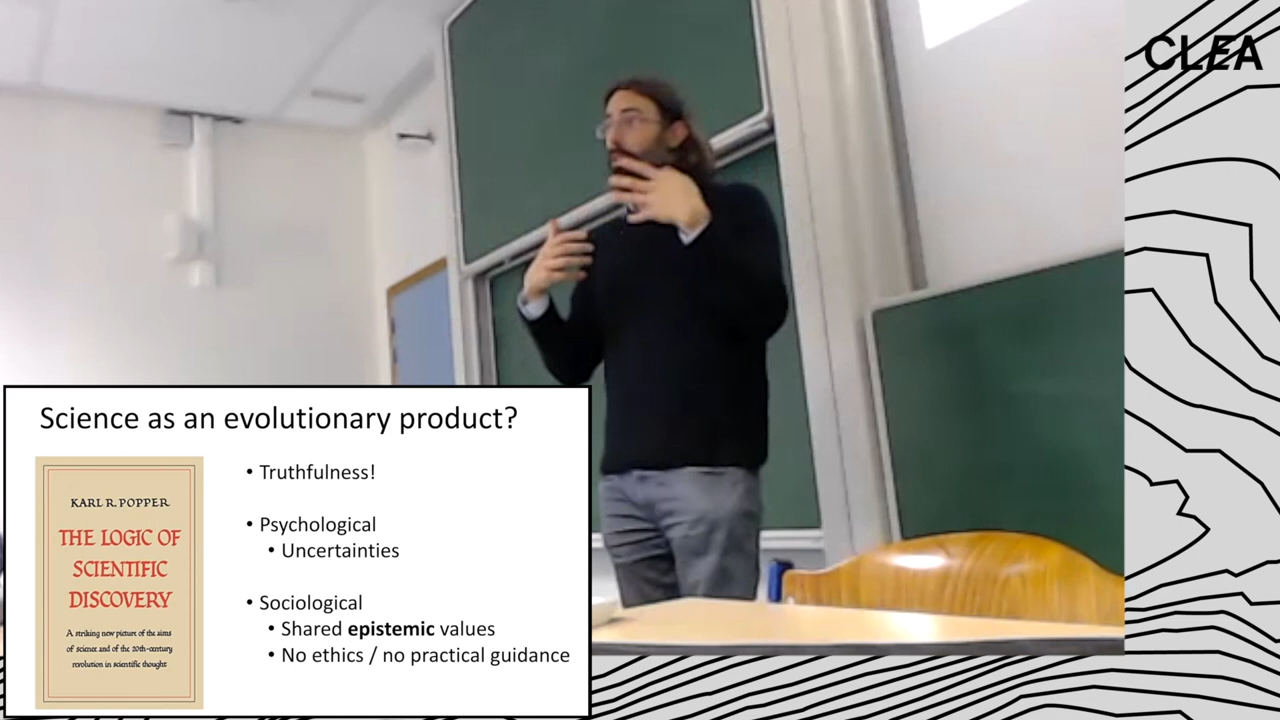 CLEA
Science as an evolutionary product?
KARL R. POPPER
THE LOGIC OF
SCIENTIFIC
DISCOVERY
A striking new picture of the aims
of science and of the 20th-century
revolution in scientific thought
• Truthfulness!
• Psychological
• Uncertainties
• Sociological
• Shared epistemic values
• No ethics / no practical guidance